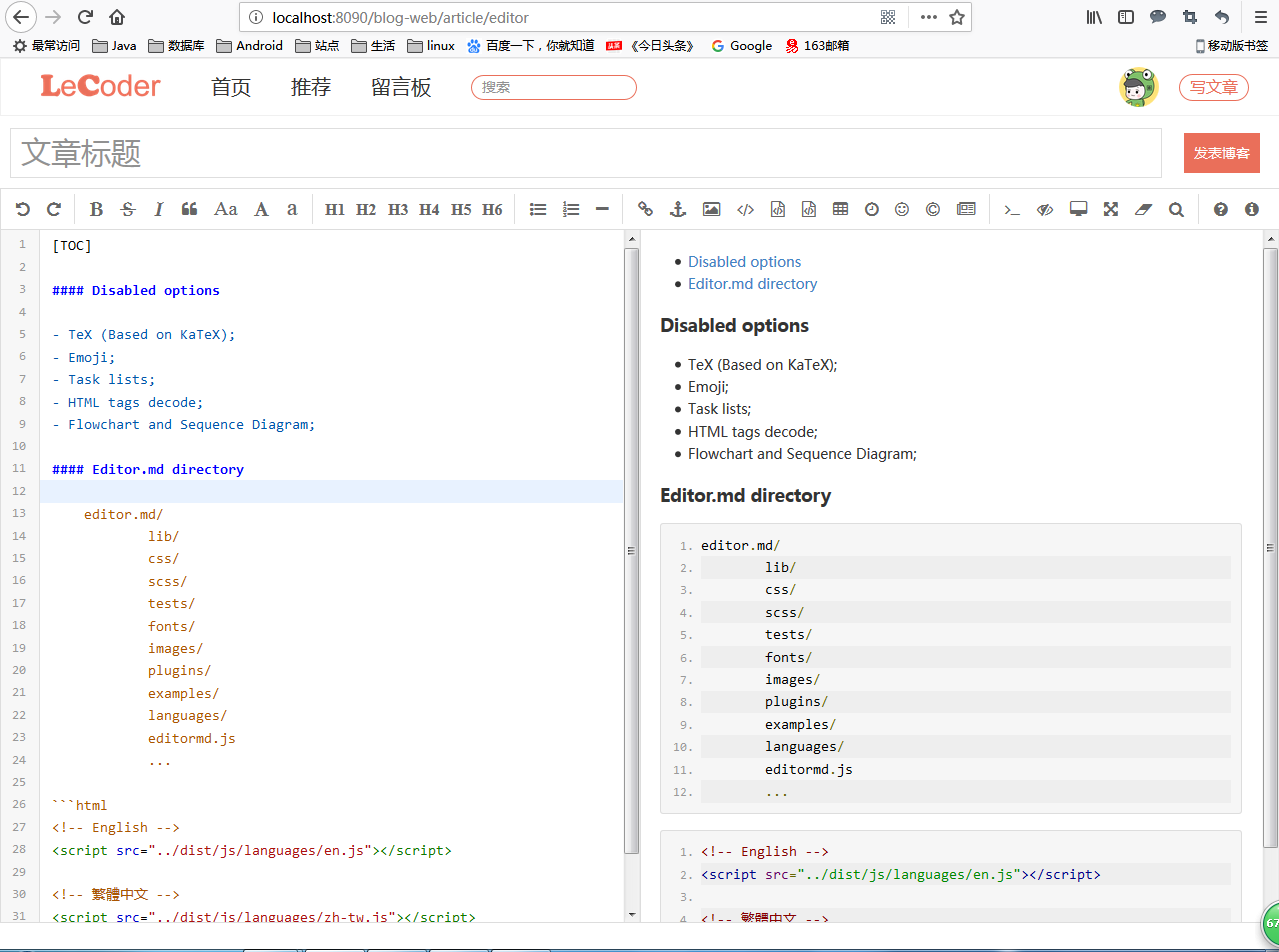 localhost:8090/blog-web/article/editor
最常访问 Java 数据库 Android 站点 生活 linux 百度一下，你就知道 头条 《今日头条》 G Google 163邮箱 移动版书签
LeCoder 首页 推荐 留言板 搜索 写文章
文章标题 发表博客
B S I Aa A a H1 H2 H3 H4 H5 H6
1 [TOC]
2
3 #### Disabled options
4
5 - TeX (Based on KaTeX);
6 - Emoji;
7 - Task lists;
8 - HTML tags decode;
9 - Flowchart and Sequence Diagram;
10
11 #### Editor.md directory
12
13 editor.md/
14 lib/
15 css/
16 scss/
17 tests/
18 fonts/
19 images/
20 plugins/
21 examples/
22 languages/
23 editormd.js
24 ...
25
26 ```html
27 <!-- English -->
28 <script src="../dist/js/languages/en.js"></script>
29
30 <!-- 繁體中文 -->
31 <script src="../dist/js/languages/zh-tw.js"></script>
Disabled options
Editor.md directory
Disabled options
TeX (Based on KaTeX);
Emoji;
Task lists;
HTML tags decode;
Flowchart and Sequence Diagram;
Editor.md directory
1. editor.md/
2. lib/
3. css/
4. scss/
5. tests/
6. fonts/
7. images/
8. plugins/
9. examples/
10. languages/
11. editormd.js
12. ...
1. <!-- English -->
2. <script src="../dist/js/languages/en.js"></script>
3.
4. <!-- 繁體中文 -->
67